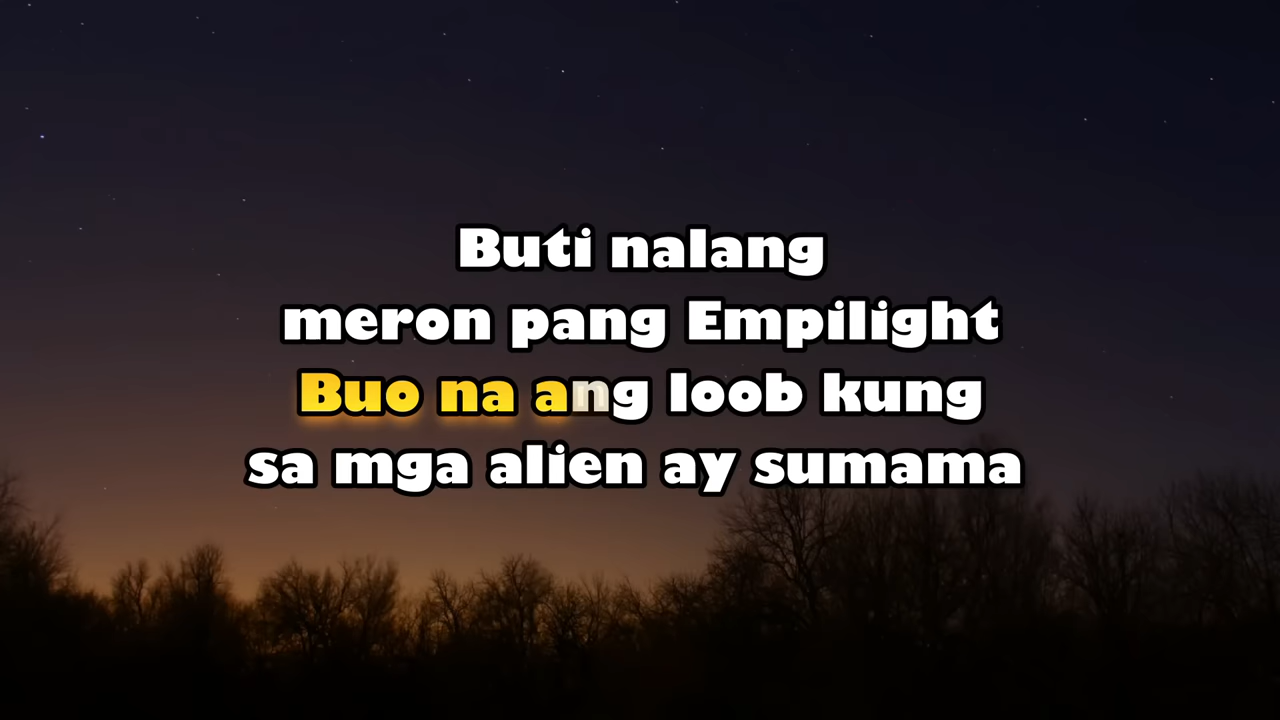 Buti nalang
meron pang Empilight
Buo na ang loob kung
sa mga alien ay sumama